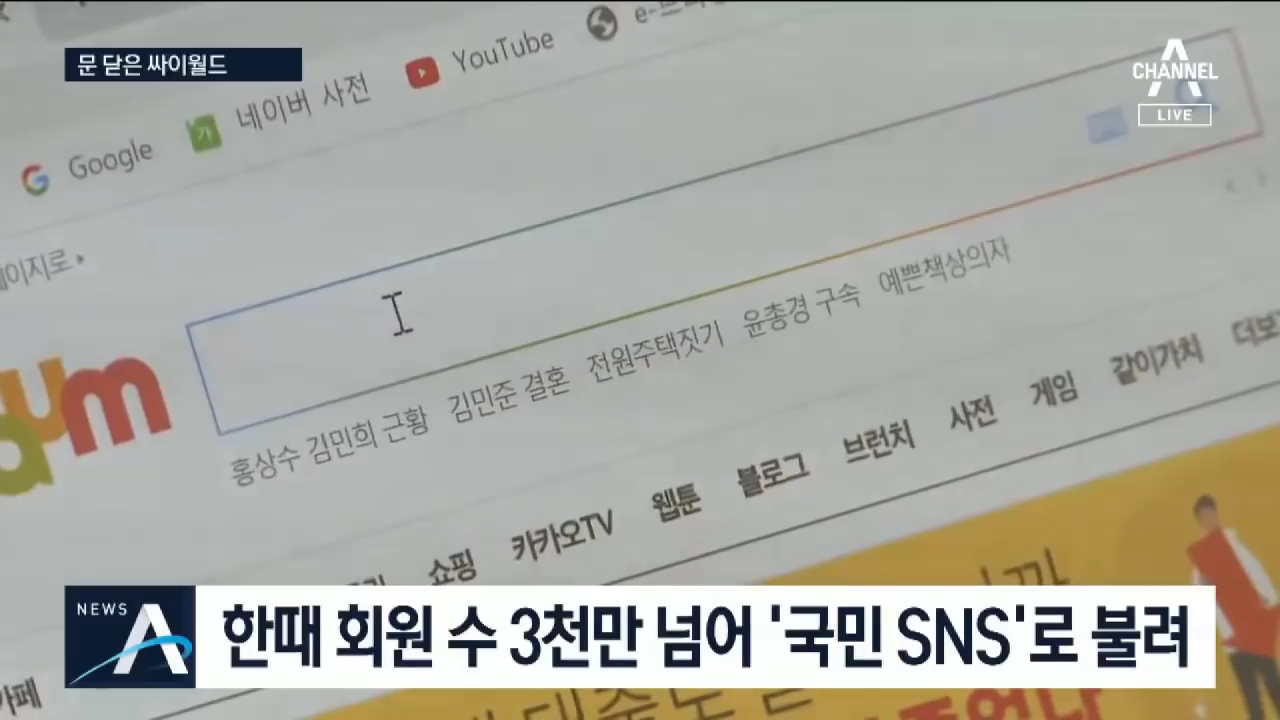 문 닫은 싸이월드
CHANNEL
LIVE
Google 네이버 사전 YouTube
um
홍상수 김민희 근황 김민준 결혼 전원주택짓기 윤총경 구속 예쁜책상의자
쇼핑 카카오TV 웹툰 블로그 브런치 사전 게임 같이가치
NEWS A
한때 회원 수 3천만 넘어 '국민 SNS'로 불려